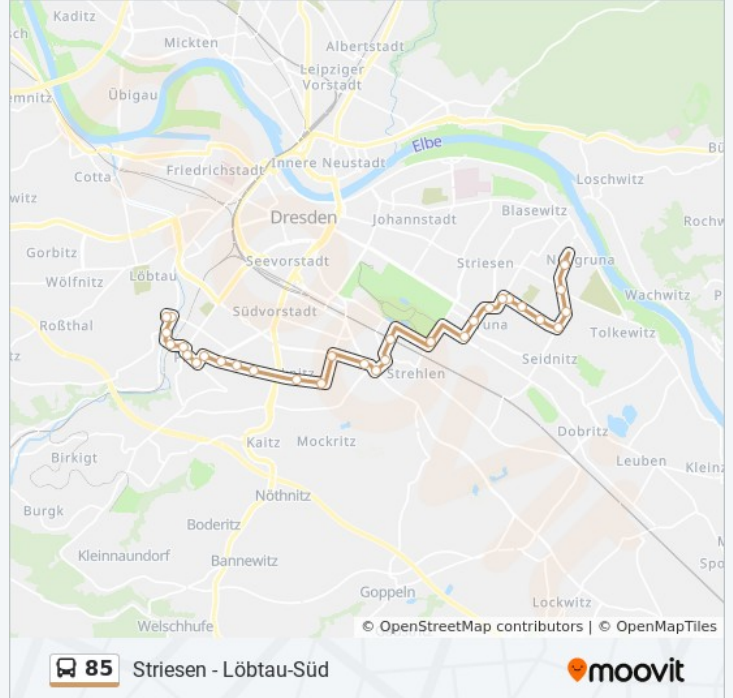 Kaditz
Mickten
Albertstadt
Leipziger
Vorstadt
Übigau
Friedrichstadt
Innere Neustadt
Elbe
Cotta
Loschwitz
Blasewitz
Dresden
Johannstadt
Gorbitz
Seevorstadt
Striesen
Löbtau
Wölfnitz
Wachwitz
Südvorstadt
Roßthal
Tolkewitz
Seidnitz
Strehlen
Dobritz
Kaitz
Mockritz
Birkigt
Leuben
Nöthnitz
Burgk
Boderitz
Kleinnaundorf
Bannewitz
Goppeln
Lockwitz
Welschhufe
© OpenStreetMap contributors | © OpenMapTiles
85 Striesen - Löbtau-Süd
moovit